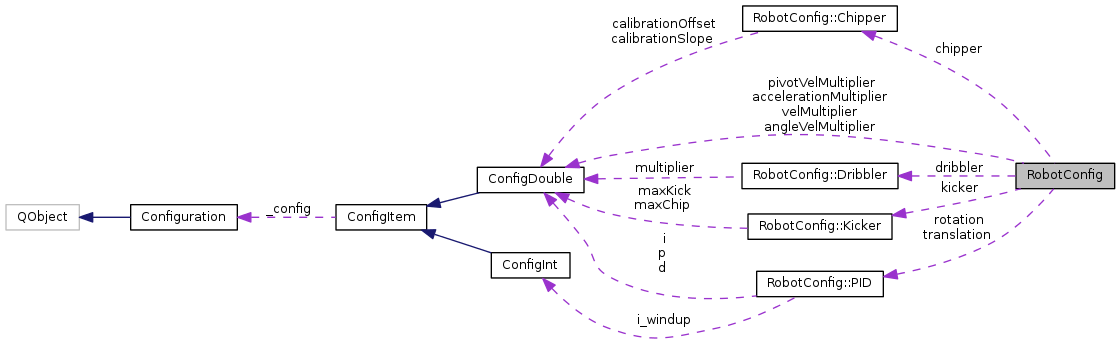 RobotConfig::Chipper
calibrationOffset
calibrationSlope
chipper
pivotVelMultiplier
accelerationMultiplier
velMultiplier
angleVelMultiplier
multiplier
RobotConfig::Dribbler
dribbler
RobotConfig
ConfigDouble
maxKick
maxChip
kicker
QObject
Configuration
_config
ConfigItem
RobotConfig::Kicker
rotation
translation
i
p
d
ConfigInt
RobotConfig::PID
i_windup